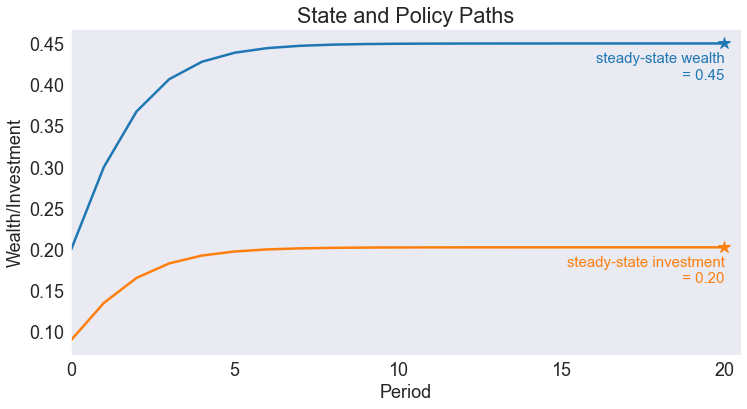 State and Policy Paths
Wealth/Investment
0.45
0.40
0.35
0.30
0.25
0.20
0.15
0.10
steady-state wealth
= 0.45
steady-state investment
= 0.20
0 5 10 15 20
Period